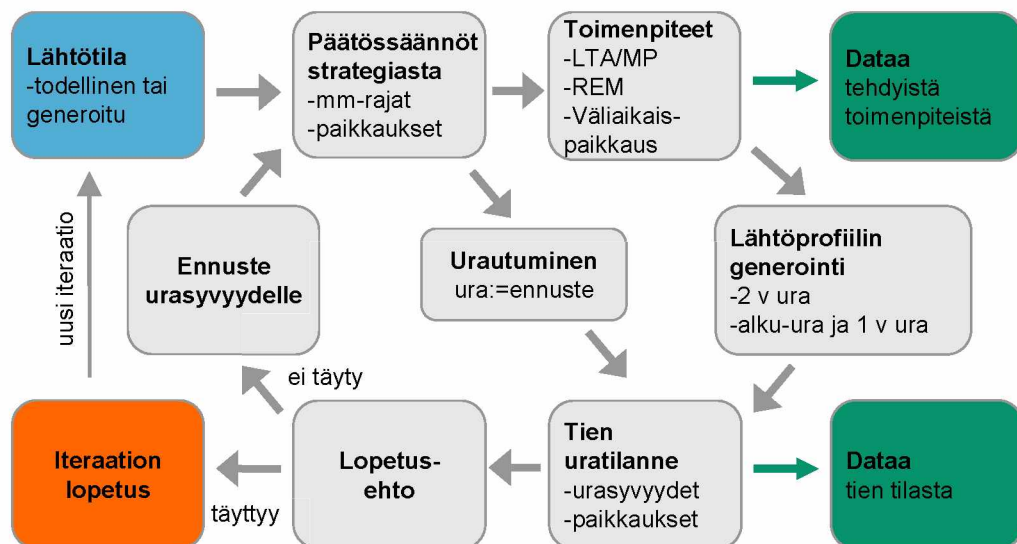 Lähtötila
-todellinen tai
generoitu
Päätössäännöt
strategiasta
-mm-rajat
-paikkaukset
Toimenpiteet
-LTA/MP
-REM
-Väliaikais-
paikkaus
Dataa
tehdyistä
toimenpiteistä
uusi iteraatio
Ennuste
urasyvyydelle
Urautuminen
ura:=ennuste
Lähtöprofiilin
generointi
-2 v ura
-alku-ura ja 1 v ura
ei täyty
Iteraation
lopetus
täyttyy
Lopetus-
ehto
Tien
uratilanne
-urasyvyydet
-paikkaukset
Dataa
tien tilasta